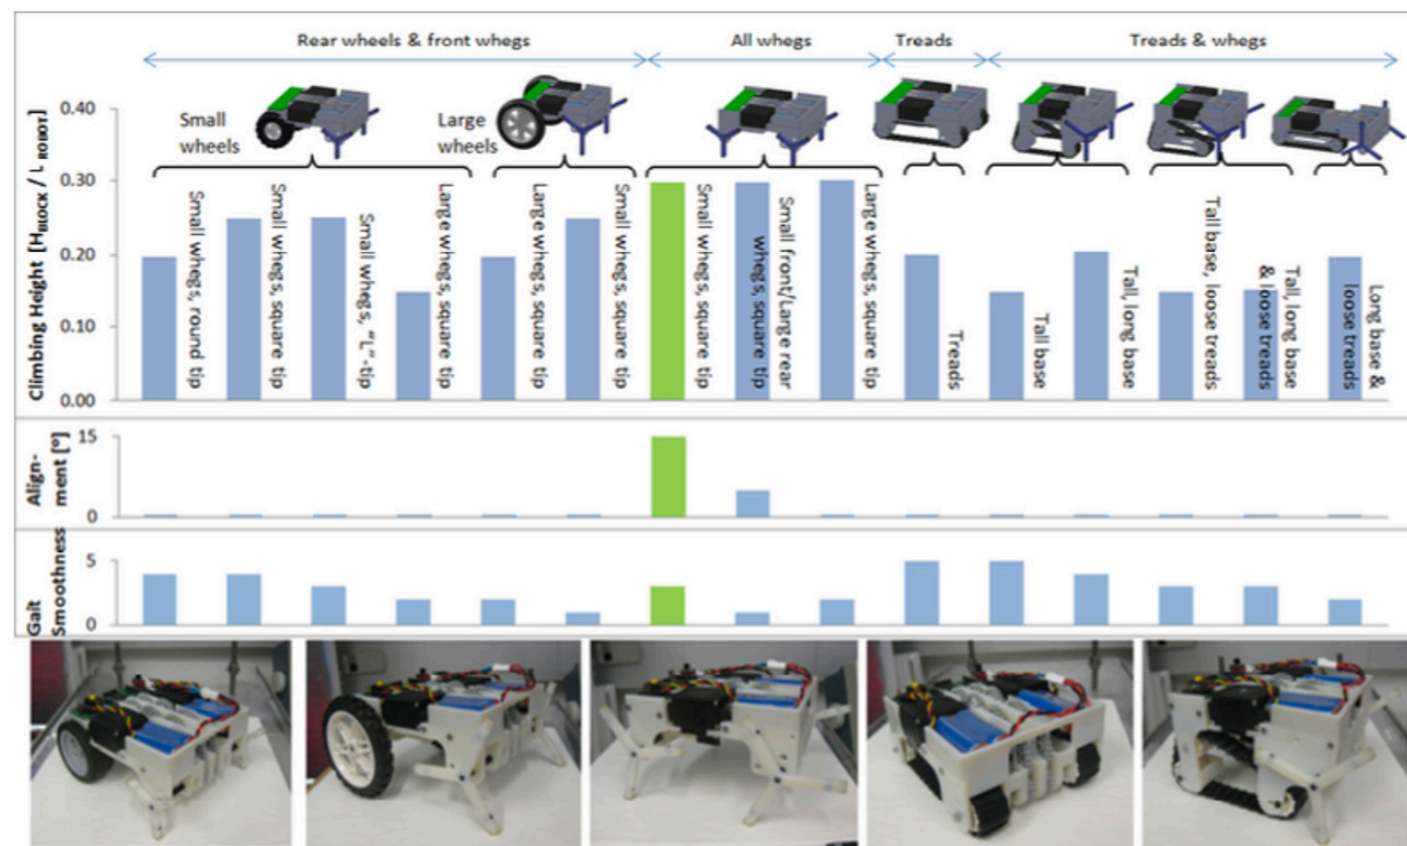 Rear wheels & front whegs
All whegs
Treads
Treads & whegs
Small
wheels
Large
wheels
Climbing Height [HBLOCK / L ROBOT]
0.40
0.30
0.20
0.10
0.00
Small whegs, round tip
Small whegs, square tip
Small whegs, "L"-tip
Large whegs, square tip
Large whegs, square tip
Small whegs, square tip
Small whegs, square tip
Small front/Large rear
whegs, square tip
Large whegs, square tip
Treads
Tall base
Tall, long base
Tall base, loose treads
Tall, long base
& loose treads
Long base &
loose treads
Align-
ment [°]
15
0
Gait
Smoothness
5
0